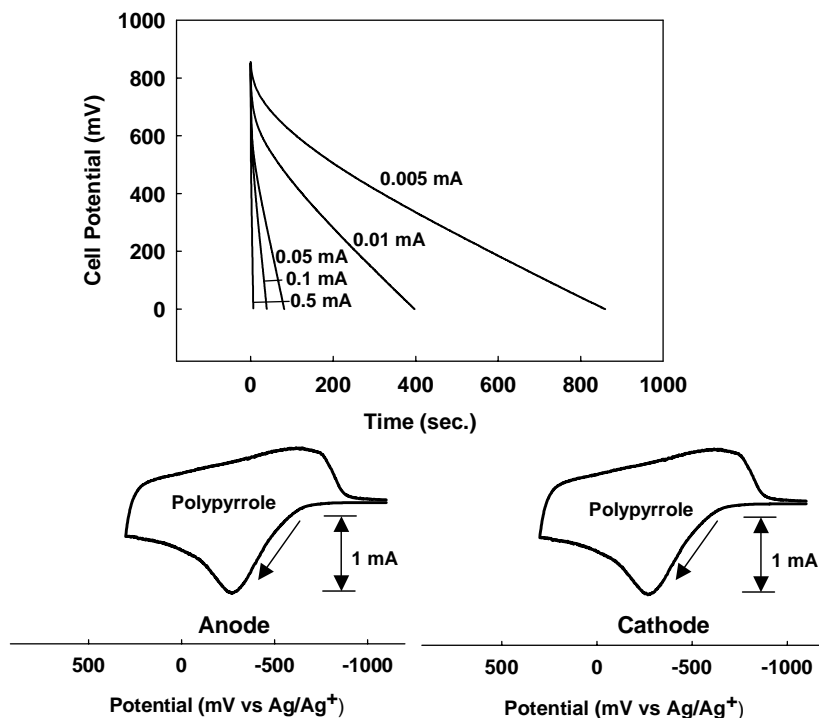 1000
800
600
400
200
0
Cell Potential (mV)
0.005 mA
0.01 mA
0.05 mA
0.1 mA
0.5 mA
0 200 400 600 800 1000
Time (sec.)
Polypyrrole
1 mA
Anode
500 0 -500 -1000
Potential (mV vs Ag/Ag+)
Polypyrrole
1 mA
Cathode
500 0 -500 -1000
Potential (mV vs Ag/Ag+)